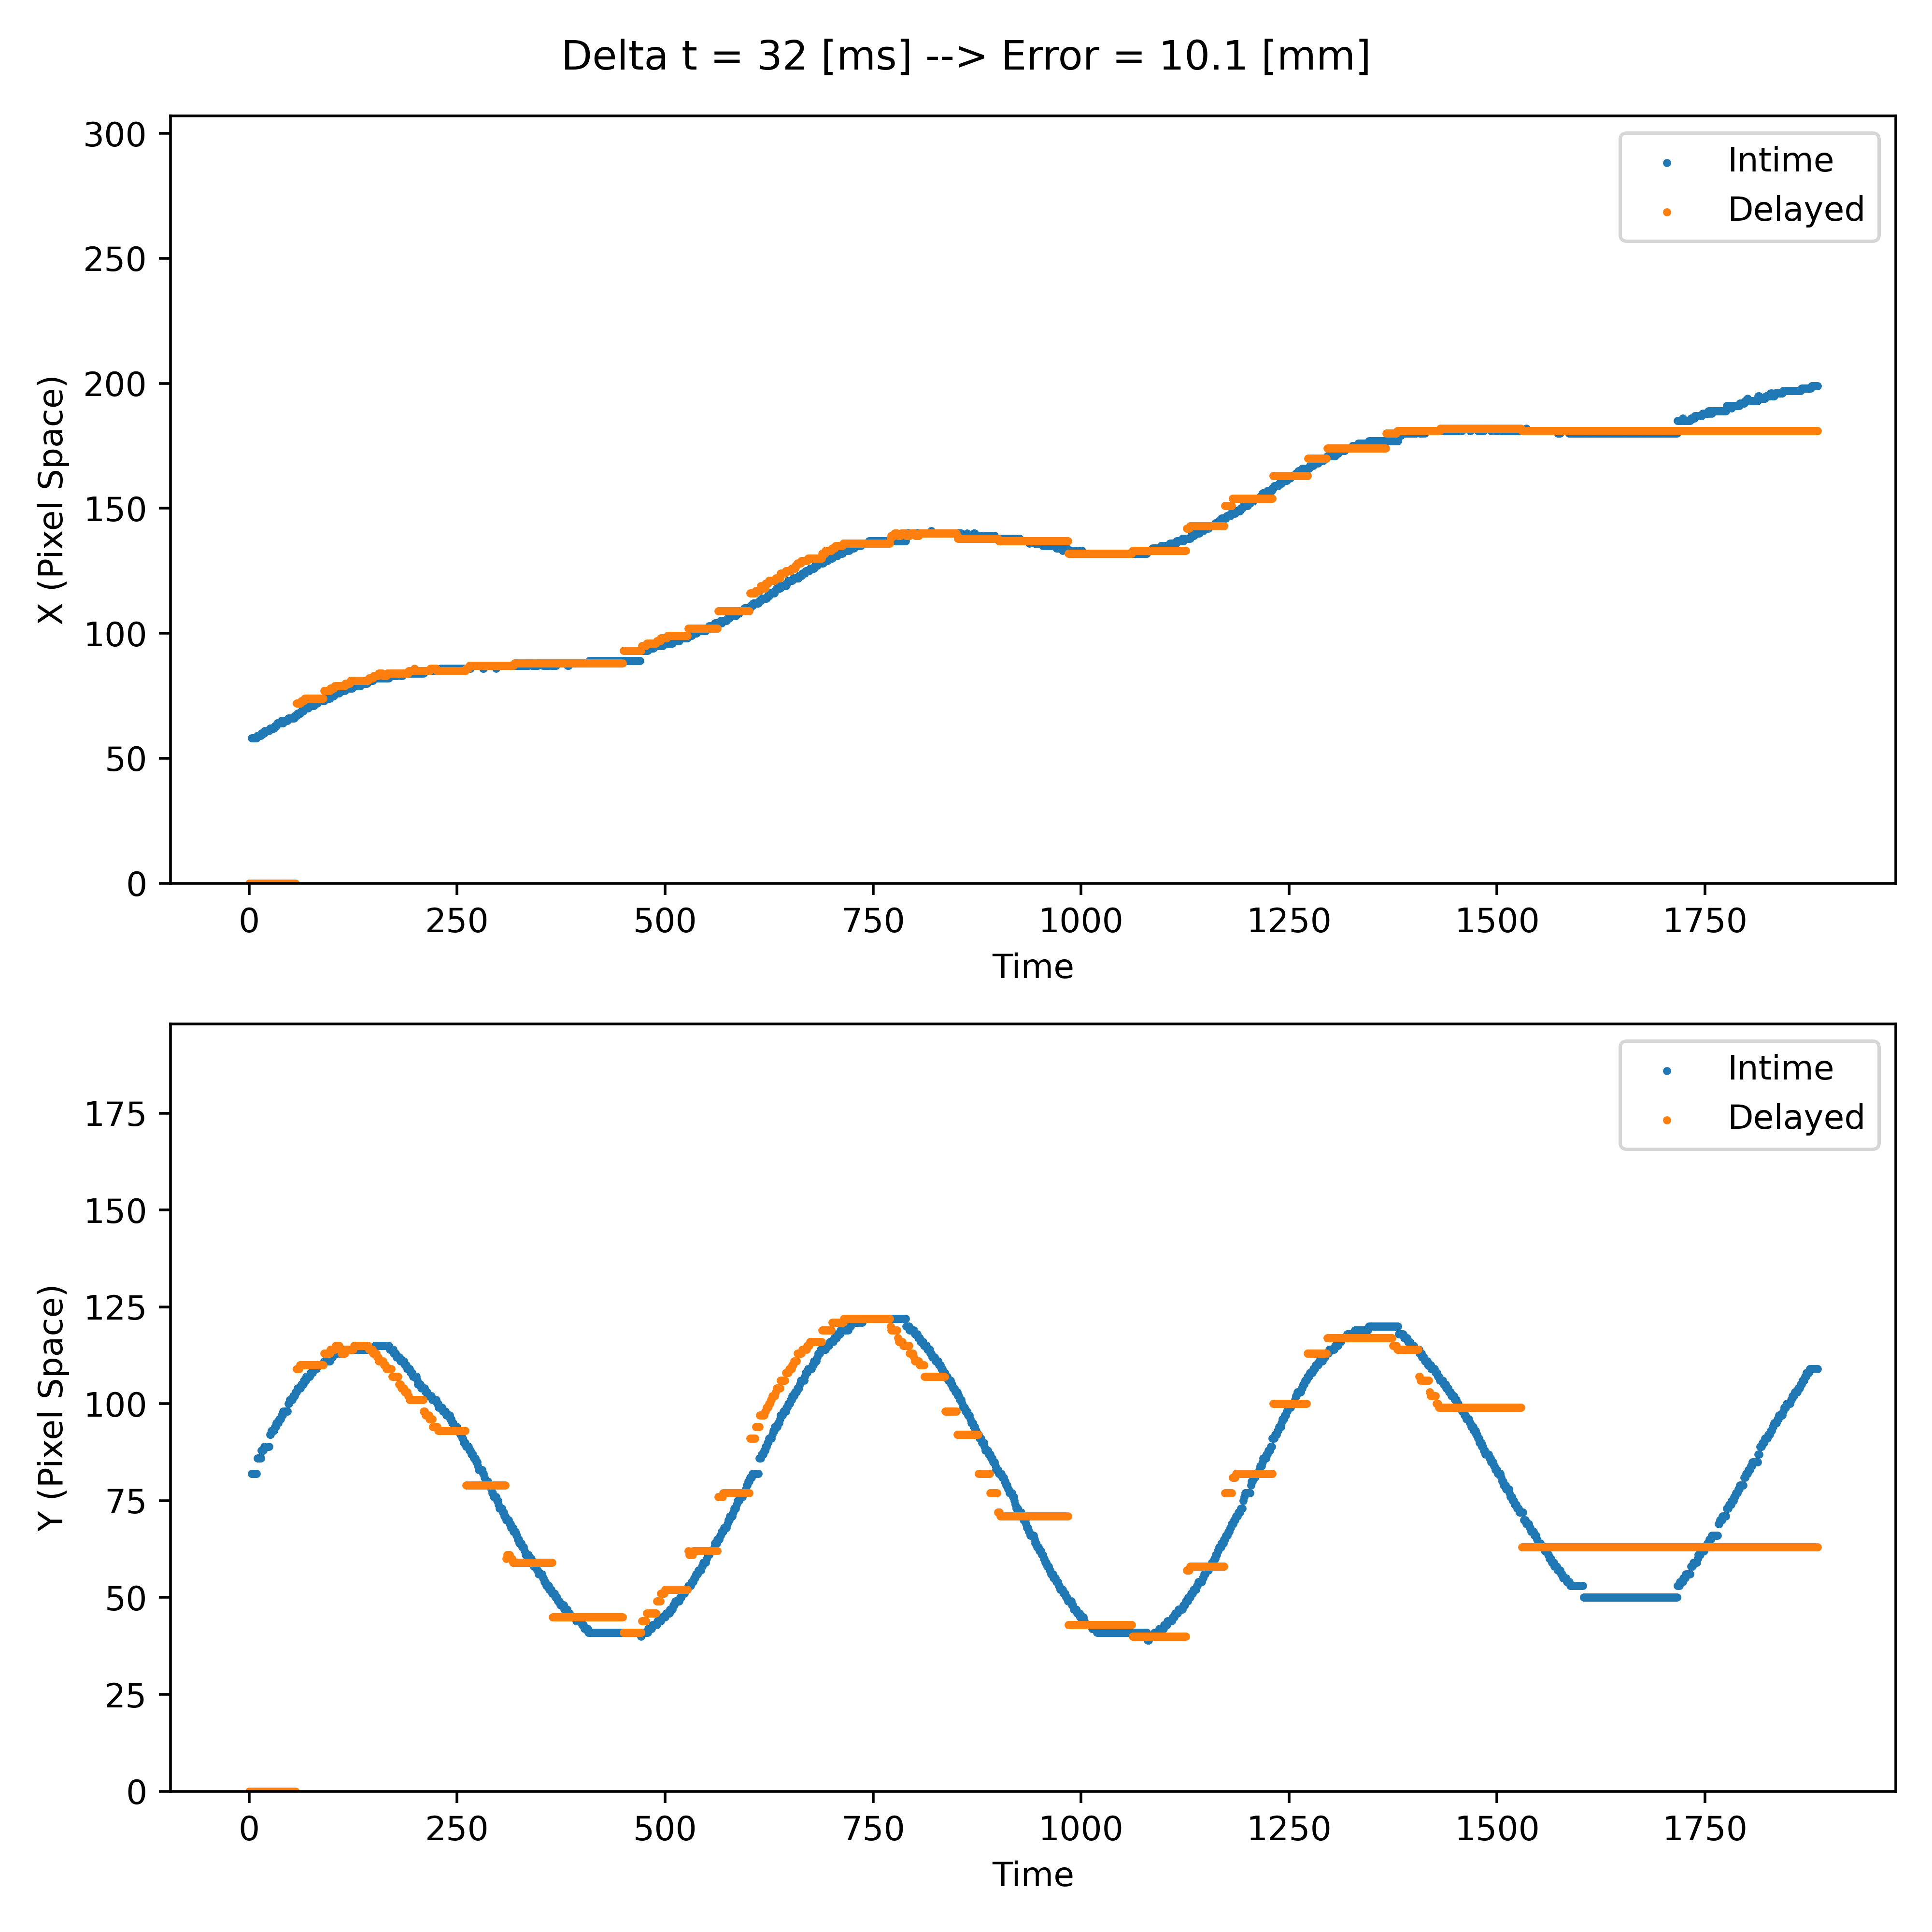 Delta t = 32 [ms] --> Error = 10.1 [mm]
300
250
200
150
100
50
0
X (Pixel Space)
Intime
Delayed
0 250 500 750 1000 1250 1500 1750
Time
175
150
125
100
75
50
25
0
Y (Pixel Space)
Intime
Delayed
0 250 500 750 1000 1250 1500 1750
Time